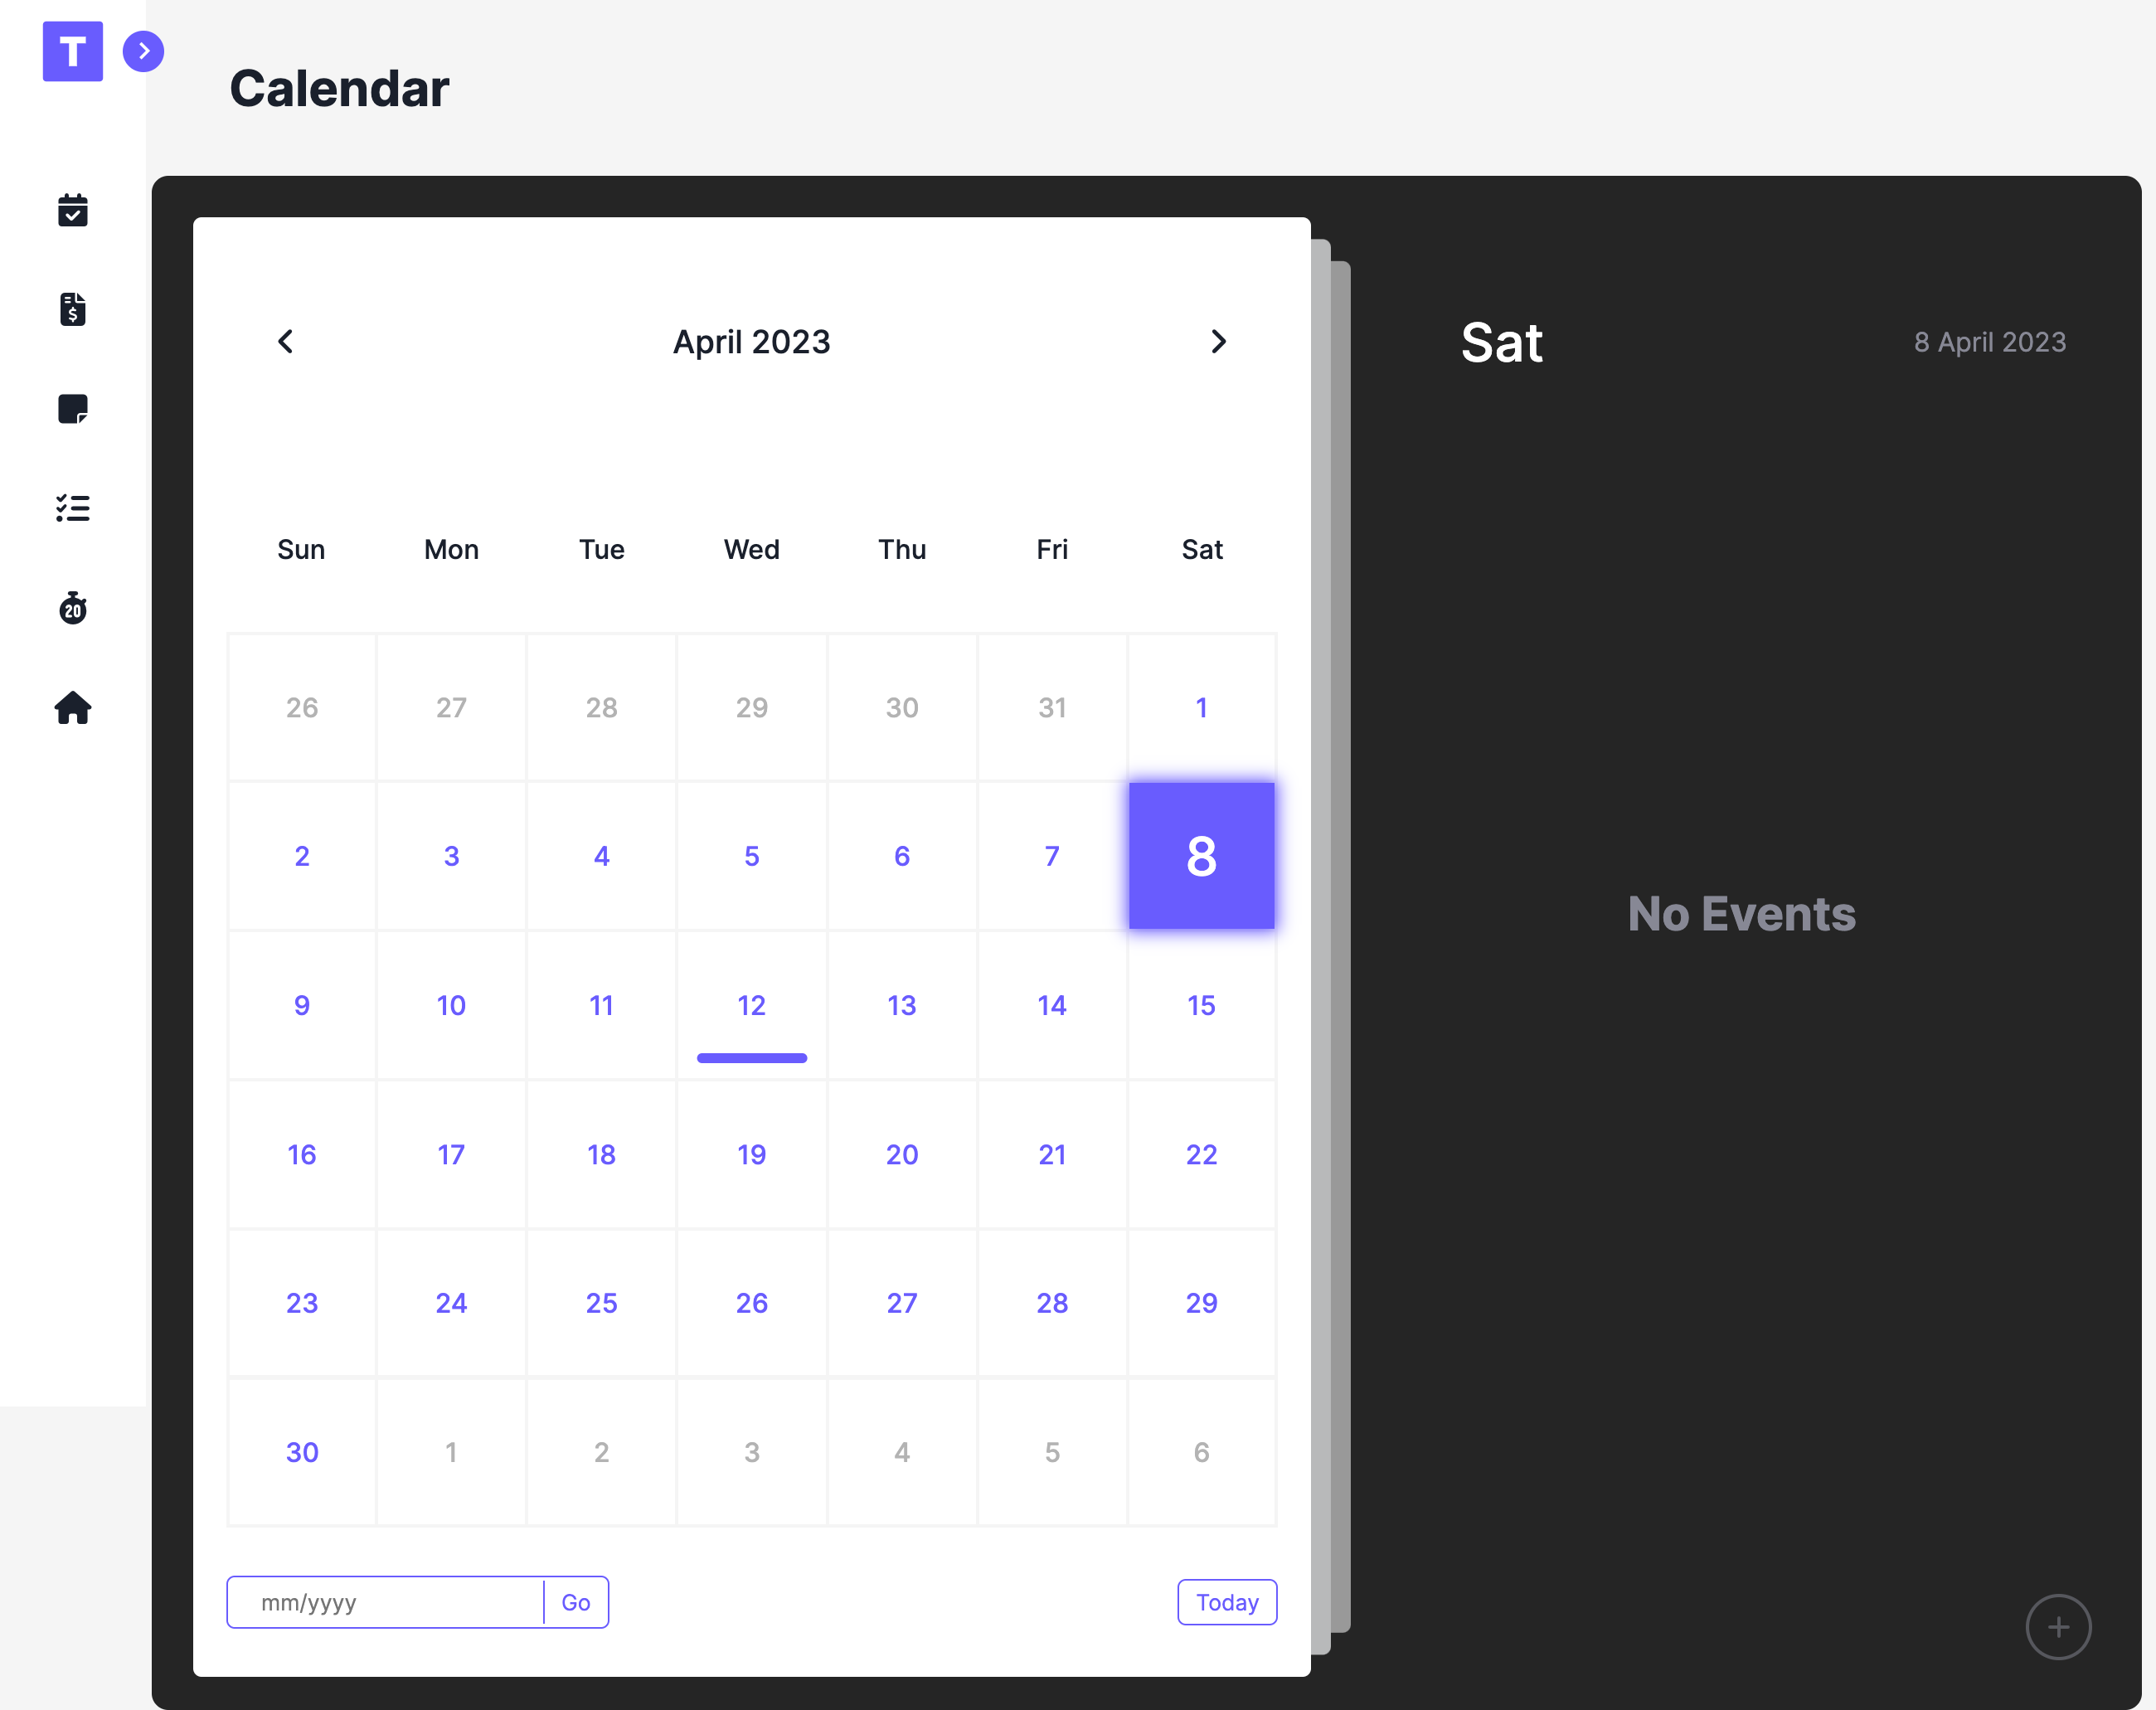 T
Calendar
April 2023
Sat
8 April 2023
Sun Mon Tue Wed Thu Fri Sat
26 27 28 29 30 31 1
2 3 4 5 6 7 8
No Events
9 10 11 12 13 14 15
16 17 18 19 20 21 22
23 24 25 26 27 28 29
30 1 2 3 4 5 6
mm/yyyy Go
Today
$
20
+